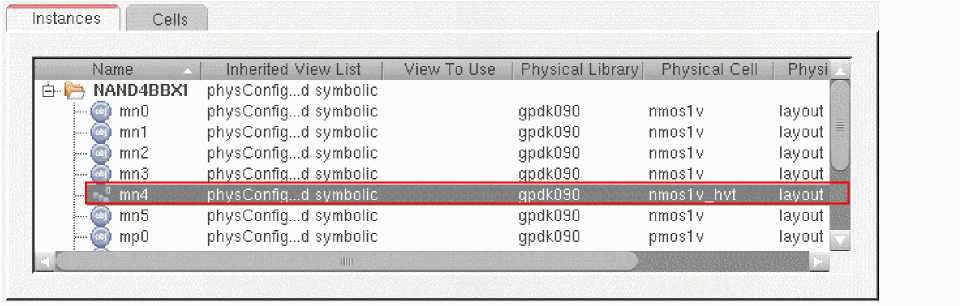 Instances Cells
Name Inherited View List View To Use Physical Library Physical Cell Physi
NAND4BBX1 physConfig...d symbolic
mn0 physConfig...d symbolic gpdk090 nmos1v layout
mn1 physConfig...d symbolic gpdk090 nmos1v layout
mn2 physConfig...d symbolic gpdk090 nmos1v layout
mn3 physConfig...d symbolic gpdk090 nmos1v layout
mn4 physConfig...d symbolic gpdk090 nmos1v_hvt layout
mn5 physConfig...d symbolic gpdk090 nmos1v layout
mp0 physConfig...d symbolic gpdk090 pmos1v layout